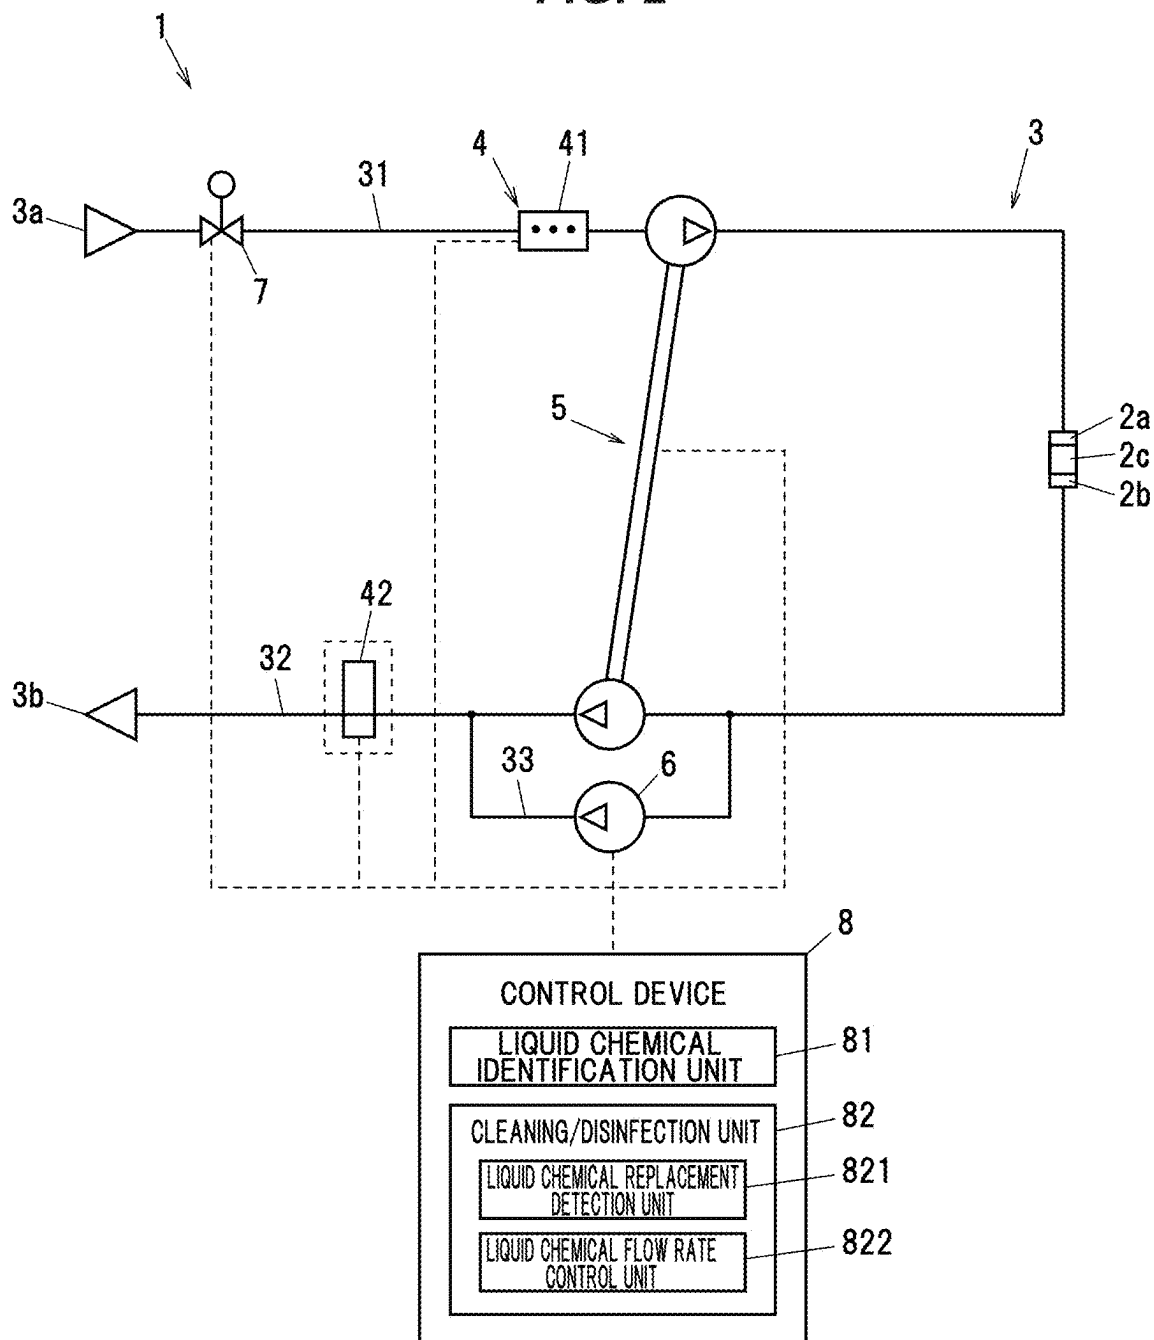 1
4
41
3
31
3a
7
2a
5
2c
2b
42
32
3b
33
6
8
CONTROL DEVICE
LIQUID CHEMICAL
IDENTIFICATION UNIT
81
CLEANING/DISINFECTION UNIT
82
LIQUID CHEMICAL REPLACEMENT
DETECTION UNIT
821
LIQUID CHEMICAL FLOW RATE
CONTROL UNIT
822